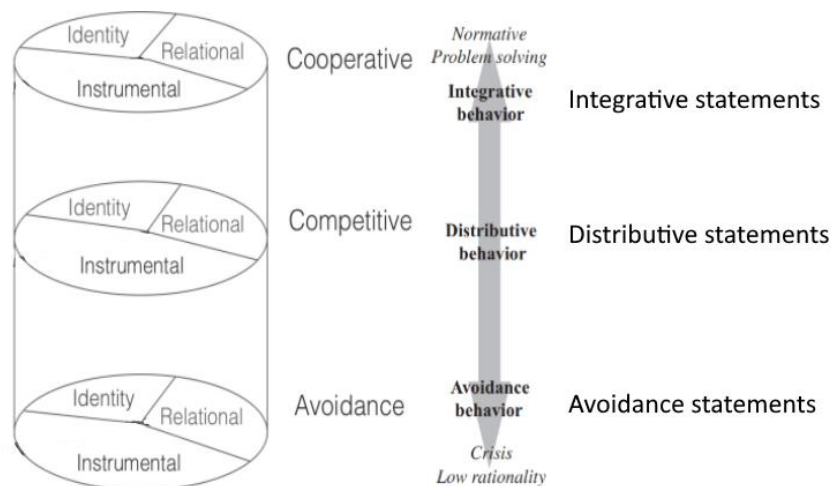 Identity
Relational
Instrumental
Cooperative
Normative
Problem solving
Integrative
behavior
Integrative statements
Identity
Relational
Instrumental
Competitive
Distributive
behavior
Distributive statements
Identity
Relational
Instrumental
Avoidance
Avoidance
behavior
Avoidance statements
Crisis
Low rationality